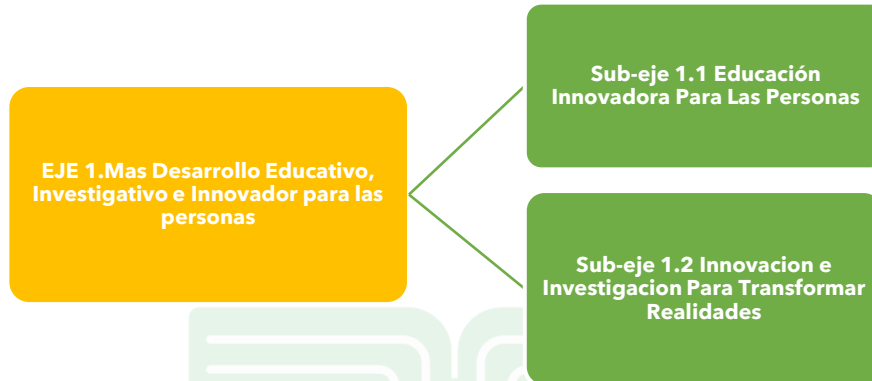 EJE 1.Mas Desarrollo Educativo,
Investigativo e Innovador para las
personas
Sub-eje 1.1 Educación
Innovadora Para Las Personas
Sub-eje 1.2 Innovacion e
Investigacion Para Transformar
Realidades